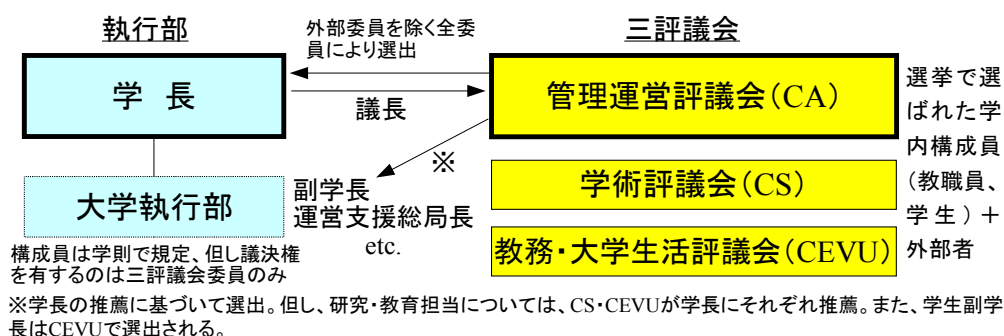 執行部
外部委員を除く全委
員により選出
三評議会
学 長
議長
管理運営評議会(CA)
選挙で選
ばれた学
内構成員
(教職員、
学生)+
外部者
※
大学執行部
副学長
運営支援総局長
etc.
学術評議会(CS)
教務・大学生活評議会(CEVU)
構成員は学則で規定、但し議決権
を有するのは三評議会委員のみ
※学長の推薦に基づいて選出。但し、研究・教育担当については、CS・CEVUが学長にそれぞれ推薦。また、学生副学
長はCEVUで選出される。